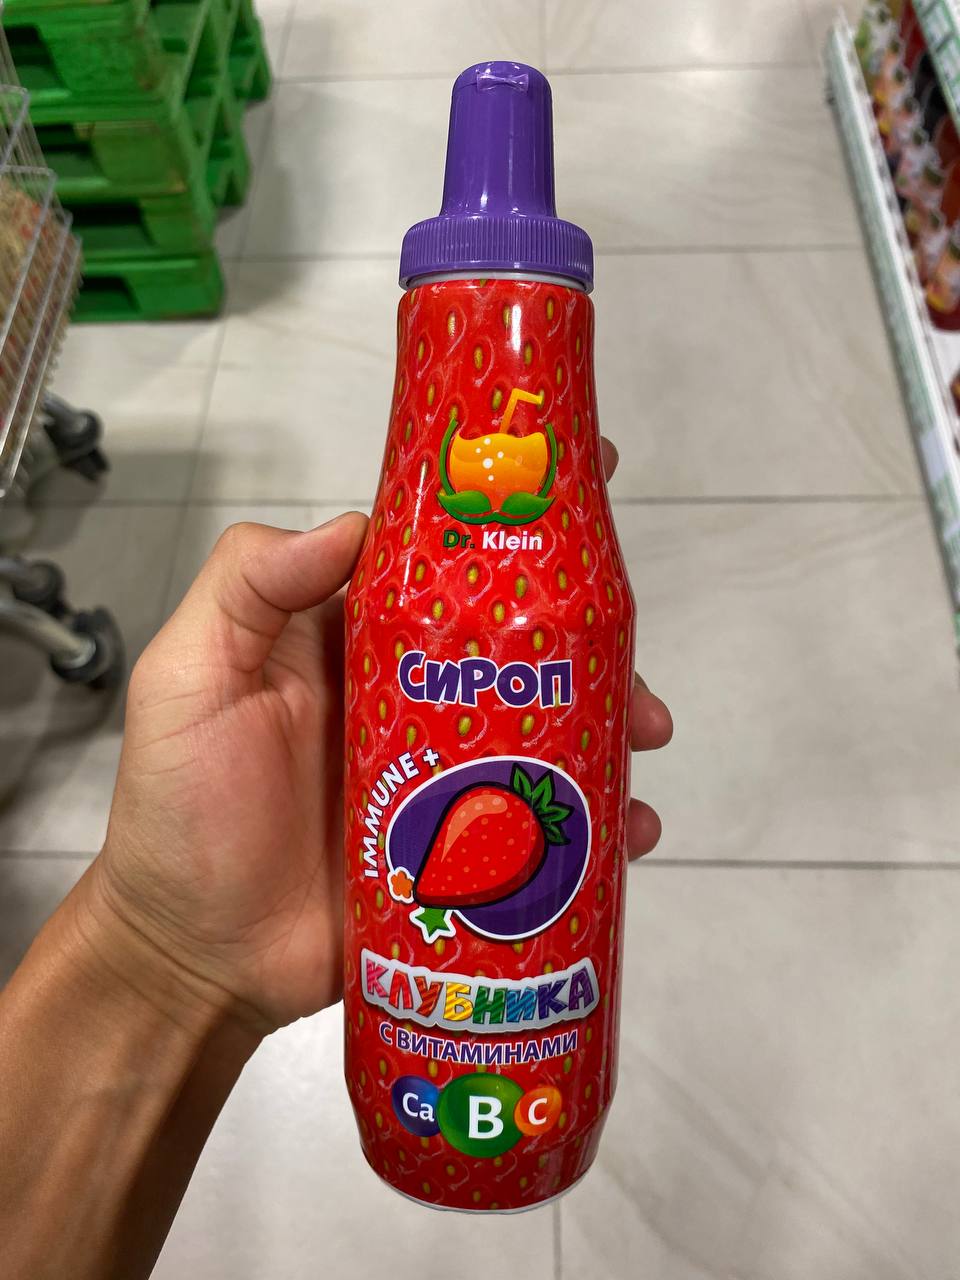 Dr. Klein
СИРОП
IMMUNE +
КЛУБНИКА
С ВИТАМИНАМИ
Ca B C